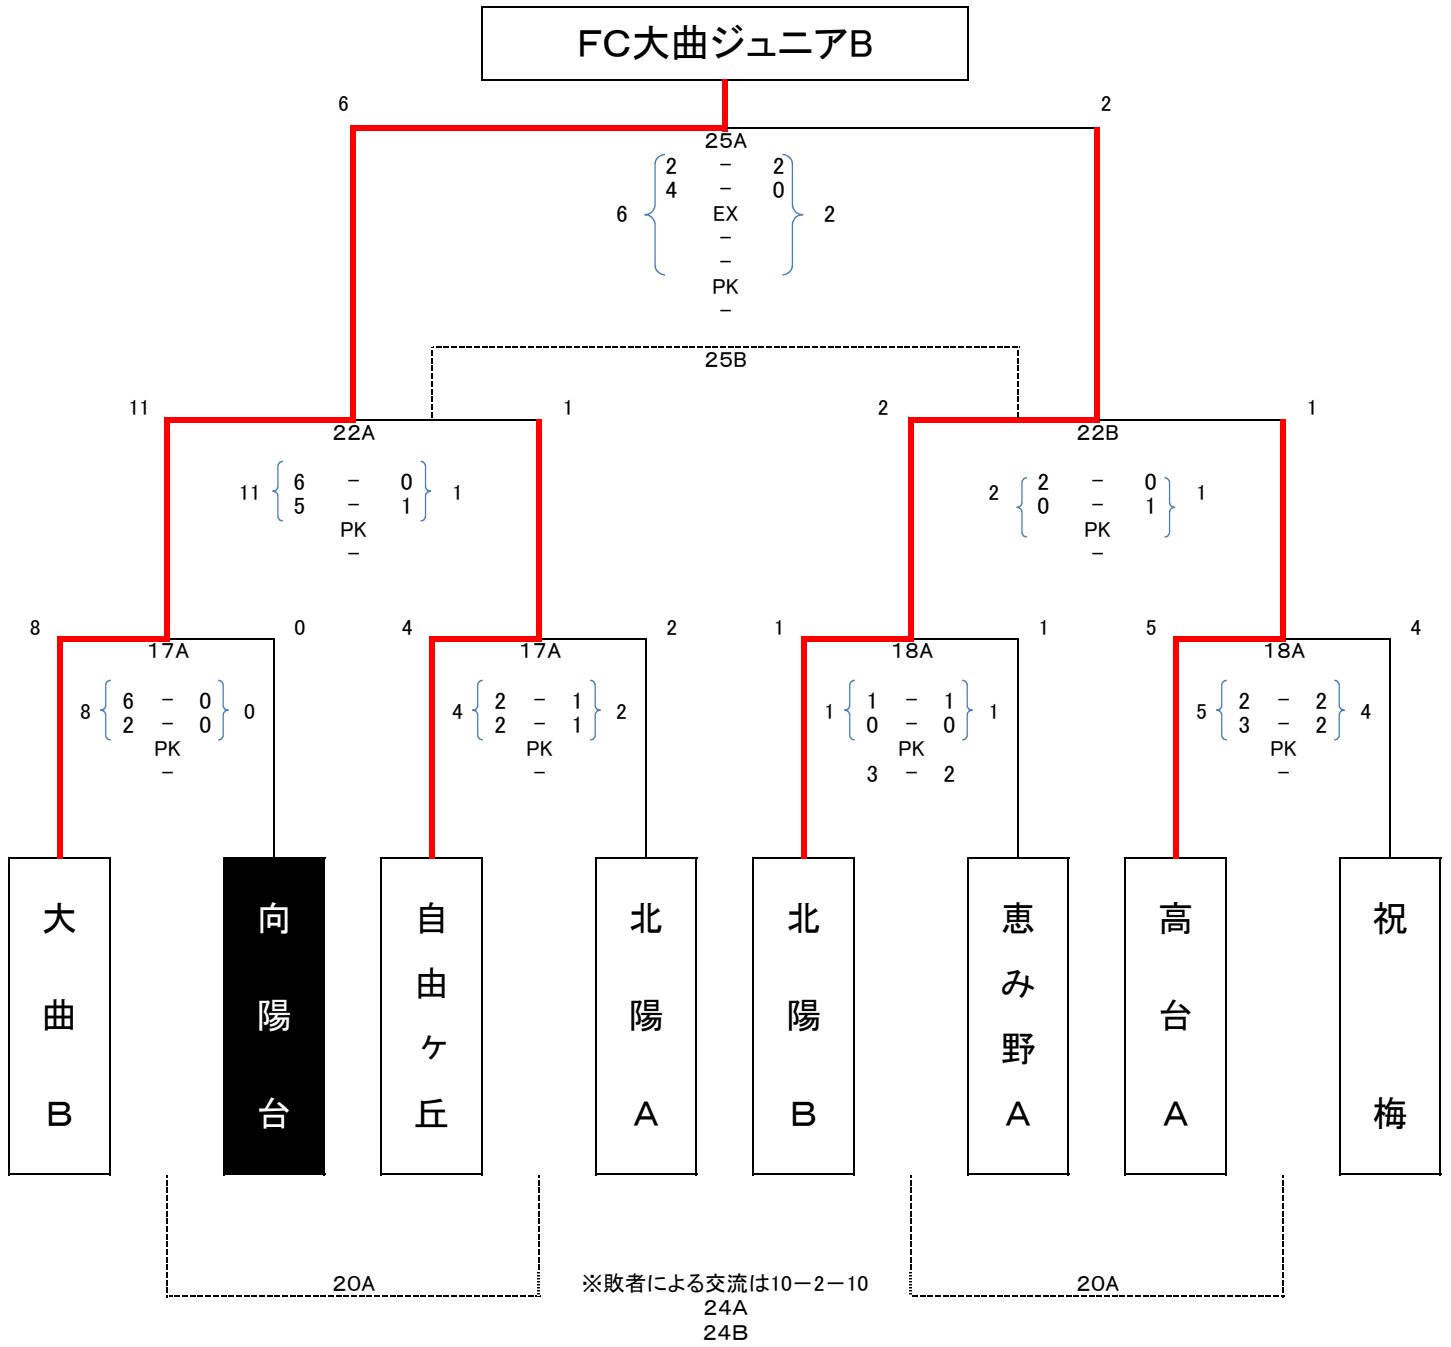 FC大曲ジュニアB
6 2
25A
2 - 2
4 - 0
6 EX 2
-
-
PK
-
25B
11 1 2 1
22A 22B
6 - 0 2 - 0
11 1 2 1
5 - 1 0 - 1
PK PK
- -
8 0 4 2 1 1 5 4
17A 17A 18A 18A
6 - 0 2 - 1 1 - 1 2 - 2
8 0 4 2 1 1 5 4
2 - 0 2 - 1 0 - 0 3 - 2
PK PK PK PK
- - 3 - 2 -
大曲B
向陽台
自由ケ丘
北陽A
北陽B
恵み野A
高台A
祝梅
20A ※敗者による交流は10-2-10 20A
24A
24B